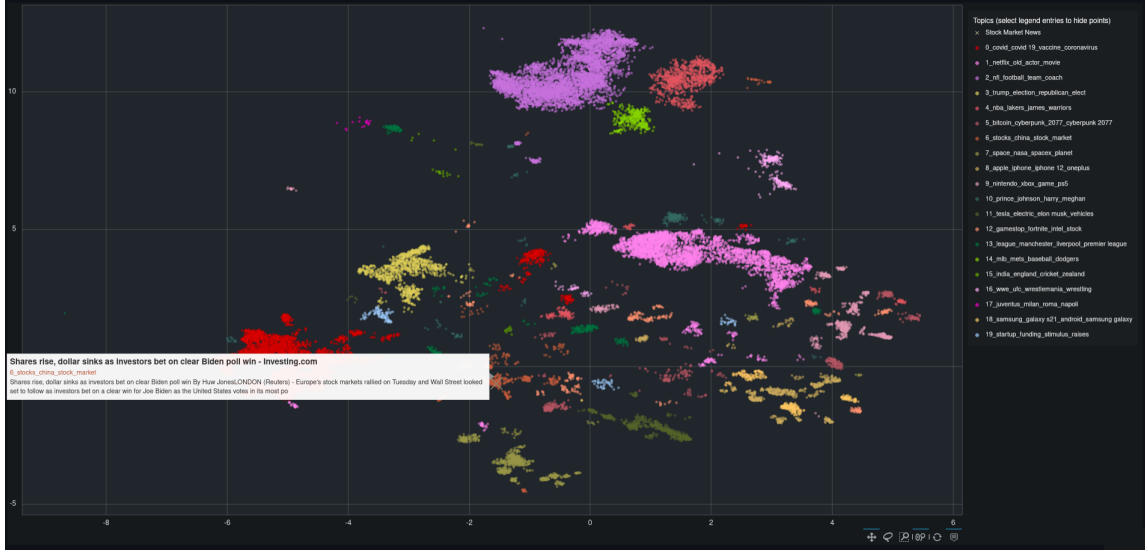 Topics (select legend entries to hide points)
Stock Market News
0_covid_covid 19_vaccine_coronavirus
1_netflix_old_actor_movie
2_nfl_football_team_coach
3_trump_election_republican_elect
4_nba_lakers_james_warriors
5_bitcoin_cyberpunk_2077_cyberpunk 2077
6_stocks_china_stock_market
7_space_nasa_spacex_planet
8_apple_iphone_iphone 12_oneplus
9_nintendo_xbox_game_ps5
10_prince_johnson_harry_meghan
11_tesla_electric_elon musk_vehicles
12_gamestop_fortnite_intel_stock
13_league_manchester_liverpool_premier league
14_mlb_mets_baseball_dodgers
15_india_england_cricket_zealand
16_wwe_ufc_wrestlemania_wrestling
17_juventus_milan_roma_napoli
18_samsung_galaxy s21_android_samsung galaxy
19_startup_funding_stimulus_raises
10
5
-5
Shares rise, dollar sinks as investors bet on clear Biden poll win - Investing.com
6_stocks_china_stock_market
Shares rise, dollar sinks as investors bet on clear Biden poll win By Huw JonesLONDON (Reuters) - Europe's stock markets rallied on Tuesday and Wall Street looked
set to follow as investors bet on a clear win for Joe Biden as the United States votes in its most po
-8 -6 -4 -2 0 2 4 6